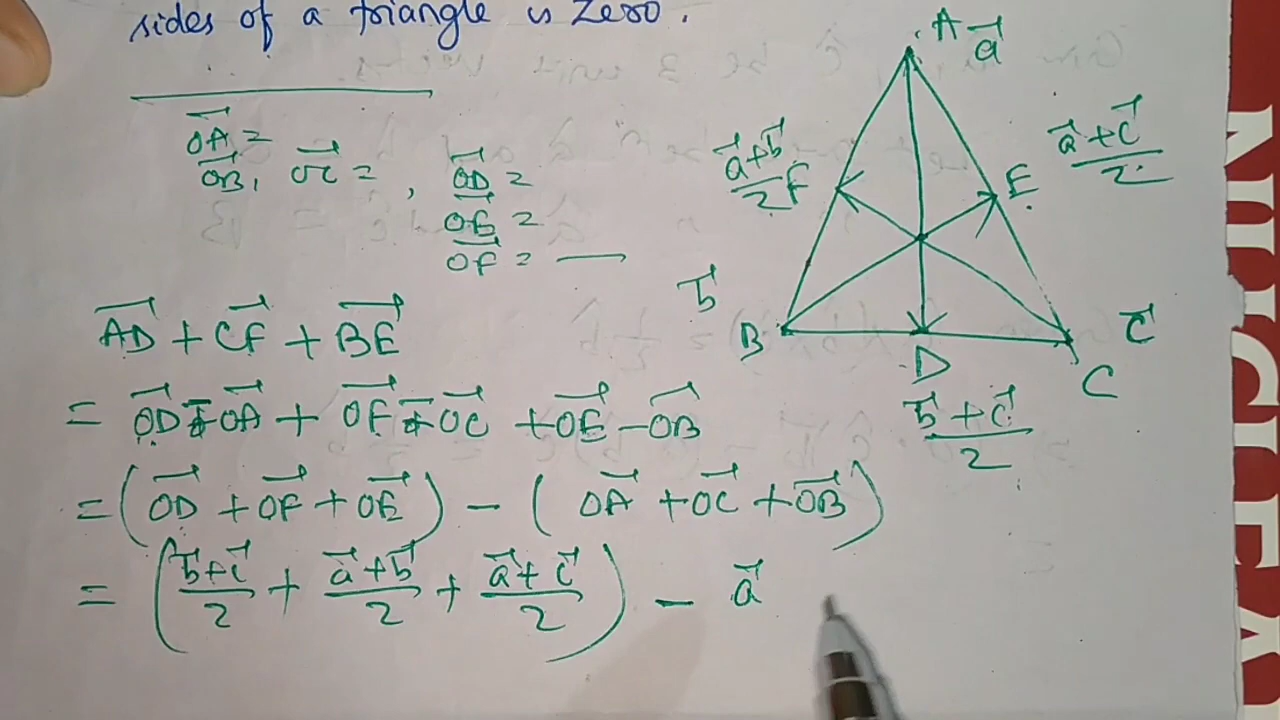 sides of a triangle is zero.
A a⃗
OA⃗ =
OB⃗, OC⃗ = , OD⃗ =
OE⃗ =
OF⃗ = —
(a⃗+b⃗)/2 F
E (a⃗+c⃗)/2
b⃗
B
D
C c⃗
(b⃗+c⃗)/2
AD⃗ + CF⃗ + BE⃗
= OD⃗ - OA⃗ + OF⃗ - OC⃗ + OE⃗ - OB⃗
= (OD⃗ + OF⃗ + OE⃗) - (OA⃗ + OC⃗ + OB⃗)
= ((b⃗+c⃗)/2 + (a⃗+b⃗)/2 + (a⃗+c⃗)/2) - a⃗